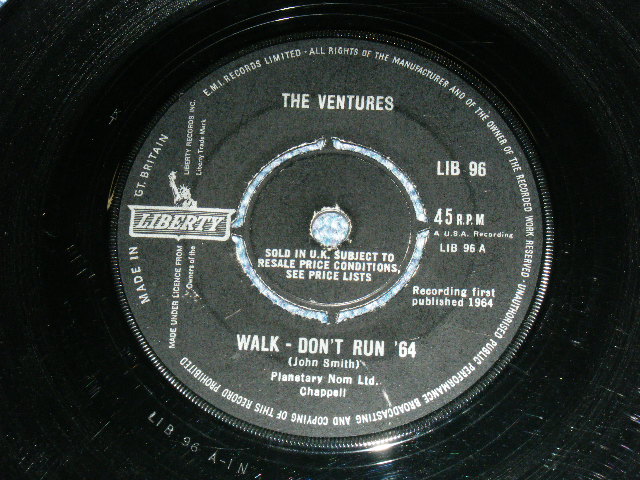 E.M.I. RECORDS LIMITED · ALL RIGHTS OF THE MANUFACTURER AND OF THE OWNER OF THE RECORDED WORK RESERVED · UNAUTHORISED PUBLIC PERFORMANCE BROADCASTING AND COPYING OF THIS RECORD PROHIBITED
MADE IN GT. BRITAIN
THE VENTURES
LIBERTY RECORDS INC.
Liberty Trade Mark
MADE UNDER LICENCE FROM
Owners of the
LIBERTY
LIB 96
45 R.P.M
A U.S.A. Recording
LIB 96 A
SOLD IN U.K. SUBJECT TO
RESALE PRICE CONDITIONS,
SEE PRICE LISTS
Recording first
published 1964
WALK - DON'T RUN '64
(John Smith)
Planetary Nom Ltd.
Chappell
LIB 96 A-1N